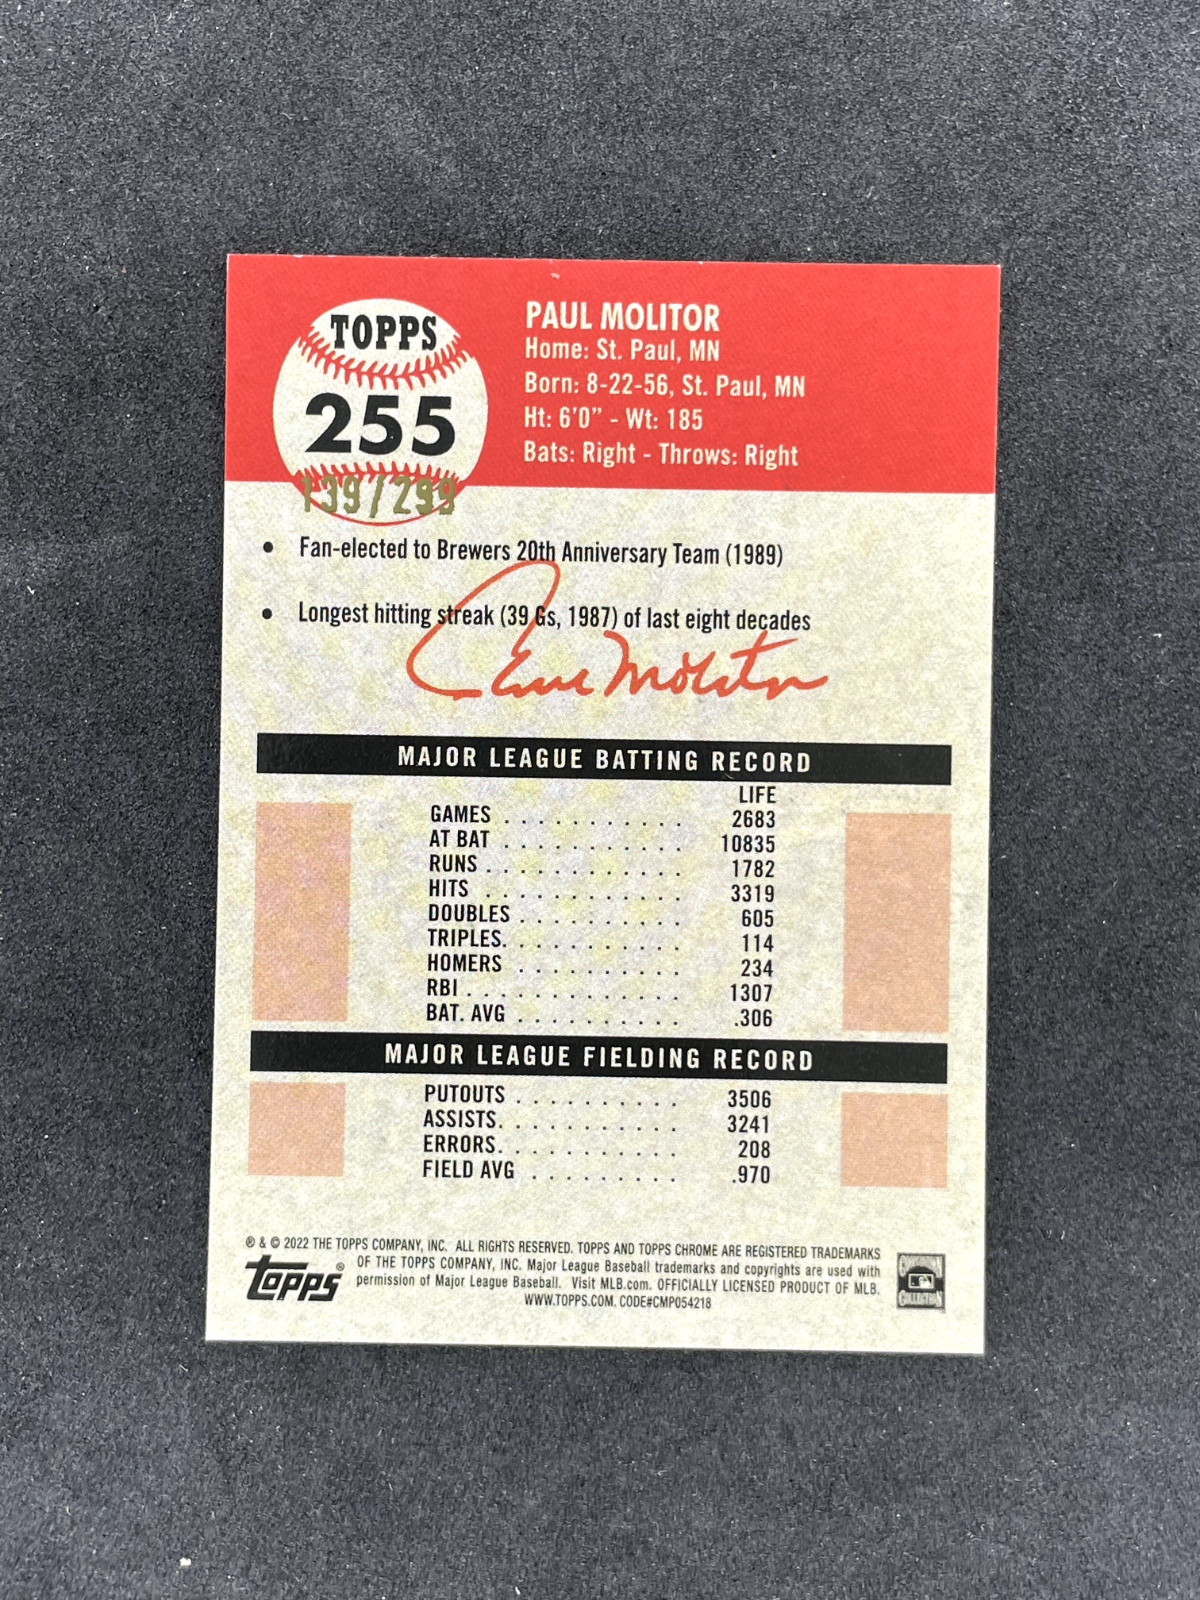 TOPPS
255
139/299
PAUL MOLITOR
Home: St. Paul, MN
Born: 8-22-56, St. Paul, MN
Ht: 6'0" - Wt: 185
Bats: Right - Throws: Right
• Fan-elected to Brewers 20th Anniversary Team (1989)
• Longest hitting streak (39 Gs, 1987) of last eight decades
Paul Molitor
MAJOR LEAGUE BATTING RECORD
LIFE
GAMES . . . . . . . . . . . 2683
AT BAT . . . . . . . . . . . 10835
RUNS . . . . . . . . . . . . 1782
HITS . . . . . . . . . . . . 3319
DOUBLES . . . . . . . . . . 605
TRIPLES. . . . . . . . . . . 114
HOMERS . . . . . . . . . . 234
RBI . . . . . . . . . . . . . 1307
BAT. AVG . . . . . . . . . . .306
MAJOR LEAGUE FIELDING RECORD
PUTOUTS . . . . . . . . . . 3506
ASSISTS. . . . . . . . . . . 3241
ERRORS. . . . . . . . . . . 208
FIELD AVG . . . . . . . . . .970
® & © 2022 THE TOPPS COMPANY, INC. ALL RIGHTS RESERVED. TOPPS AND TOPPS CHROME ARE REGISTERED TRADEMARKS
OF THE TOPPS COMPANY, INC. Major League Baseball trademarks and copyrights are used with
permission of Major League Baseball. Visit MLB.com. OFFICIALLY LICENSED PRODUCT OF MLB.
WWW.TOPPS.COM. CODE#CMP054218
topps®